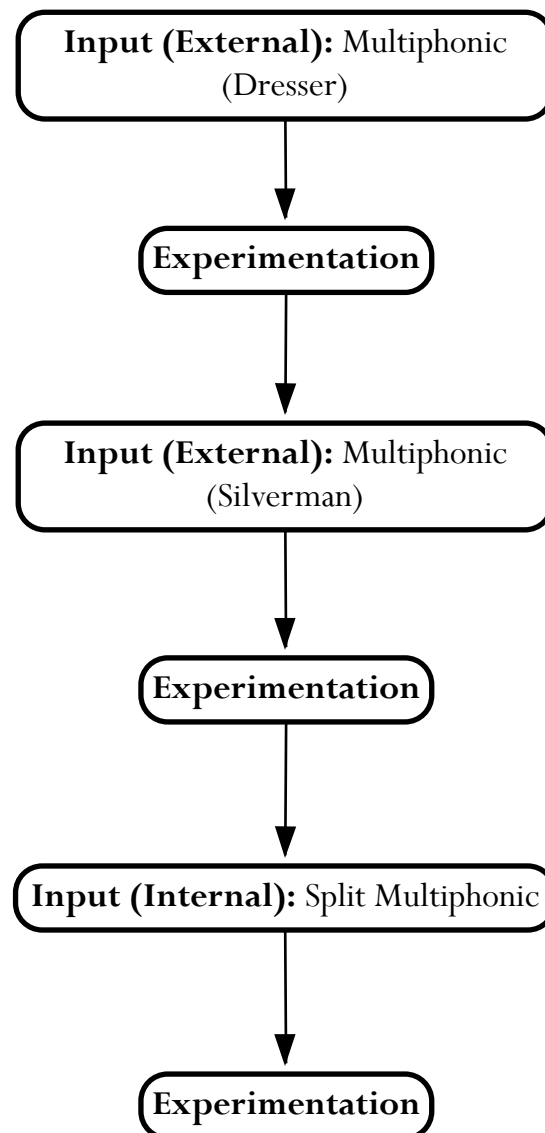 Input (External): Multiphonic
(Dresser)
Experimentation
Input (External): Multiphonic
(Silverman)
Experimentation
Input (Internal): Split Multiphonic
Experimentation